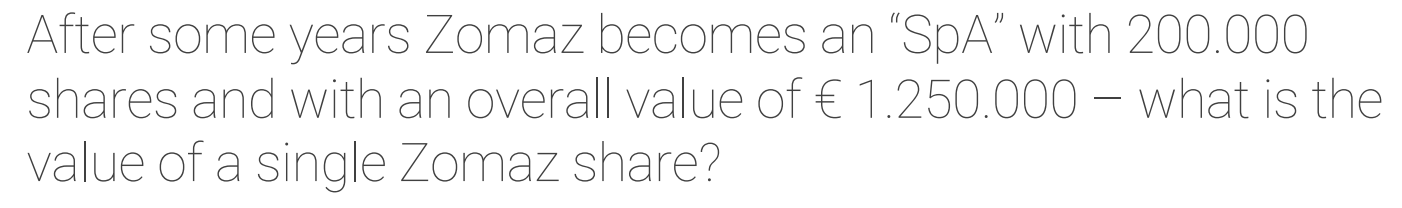 After some years Zomaz becomes an “SpA” with 200.000
shares and with an overall value of € 1.250.000 – what is the
value of a single Zomaz share?